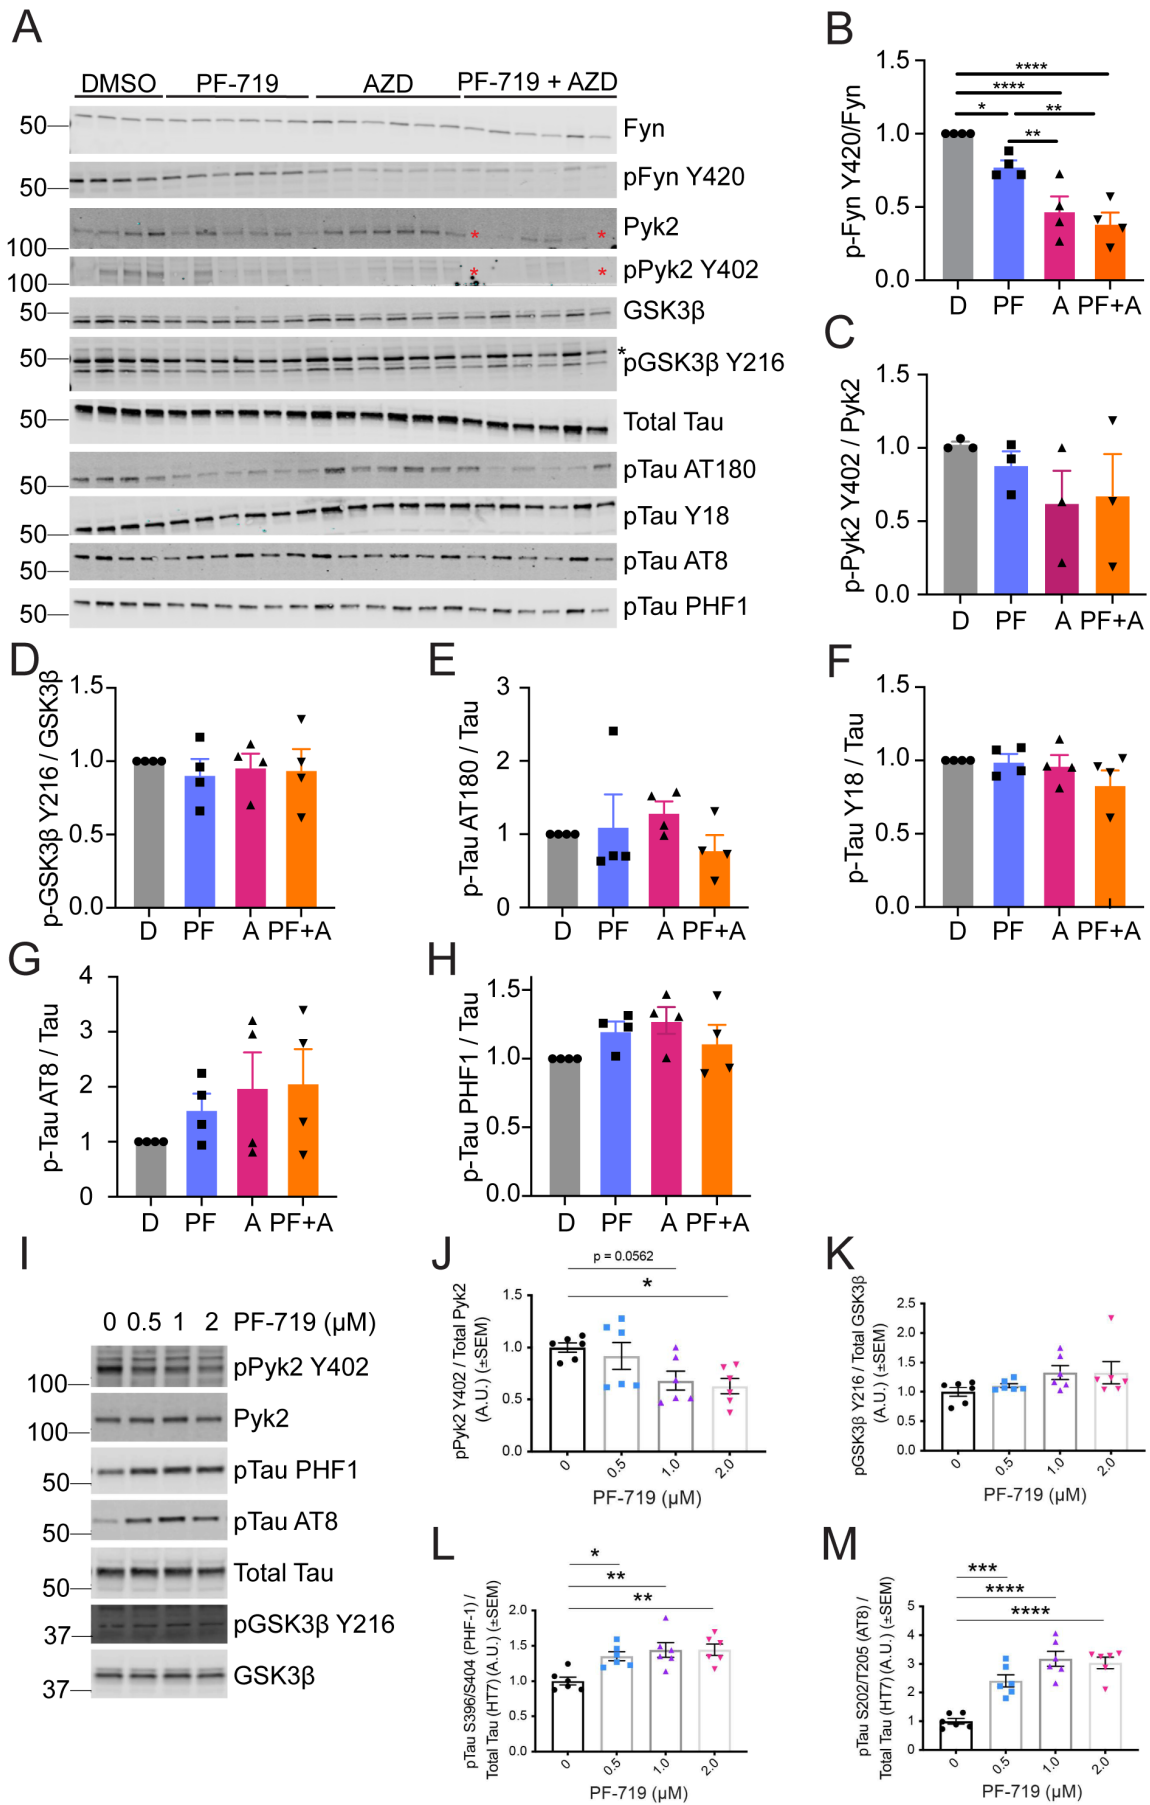 A
DMSO PF-719 AZD PF-719 + AZD
50 Fyn
50 pFyn Y420
100 Pyk2 * *
100 pPyk2 Y402 * *
50 GSK3β
50 * pGSK3β Y216
50 Total Tau
50 pTau AT180
50 pTau Y18
50 pTau AT8
50 pTau PHF1
B
p-Fyn Y420/Fyn
1.5
1.0
0.5
0.0
****
****
* **
**
D PF A PF+A
C
p-Pyk2 Y402 / Pyk2
1.5
1.0
0.5
0.0
D PF A PF+A
D
p-GSK3β Y216 / GSK3β
1.5
1.0
0.5
0.0
D PF A PF+A
E
p-Tau AT180 / Tau
3
2
1
0
D PF A PF+A
F
p-Tau Y18 / Tau
1.5
1.0
0.5
0.0
D PF A PF+A
G
p-Tau AT8 / Tau
4
3
2
1
0
D PF A PF+A
H
p-Tau PHF1 / Tau
1.5
1.0
0.5
0.0
D PF A PF+A
I
0 0.5 1 2 PF-719 (µM)
100 pPyk2 Y402
100 Pyk2
50 pTau PHF1
50 pTau AT8
50 Total Tau
37 pGSK3β Y216
37 GSK3β
J
p = 0.0562
*
pPyk2 Y402 / Total Pyk2
(A.U.) (±SEM)
1.5
1.0
0.5
0.0
0 0.5 1.0 2.0
PF-719 (µM)
K
pGSK3β Y216 / Total GSK3β
(A.U.) (±SEM)
2.5
2.0
1.5
1.0
0.5
0.0
0 0.5 1.0 2.0
PF-719 (µM)
L
*
**
**
pTau S396/S404 (PHF-1) /
Total Tau (HT7) (A.U.) (±SEM)
2.0
1.5
1.0
0.5
0.0
0 0.5 1.0 2.0
PF-719 (µM)
M
***
****
****
pTau S202/T205 (AT8) /
Total Tau (HT7) (A.U.) (±SEM)
5
4
3
2
1
0
0 0.5 1.0 2.0
PF-719 (µM)